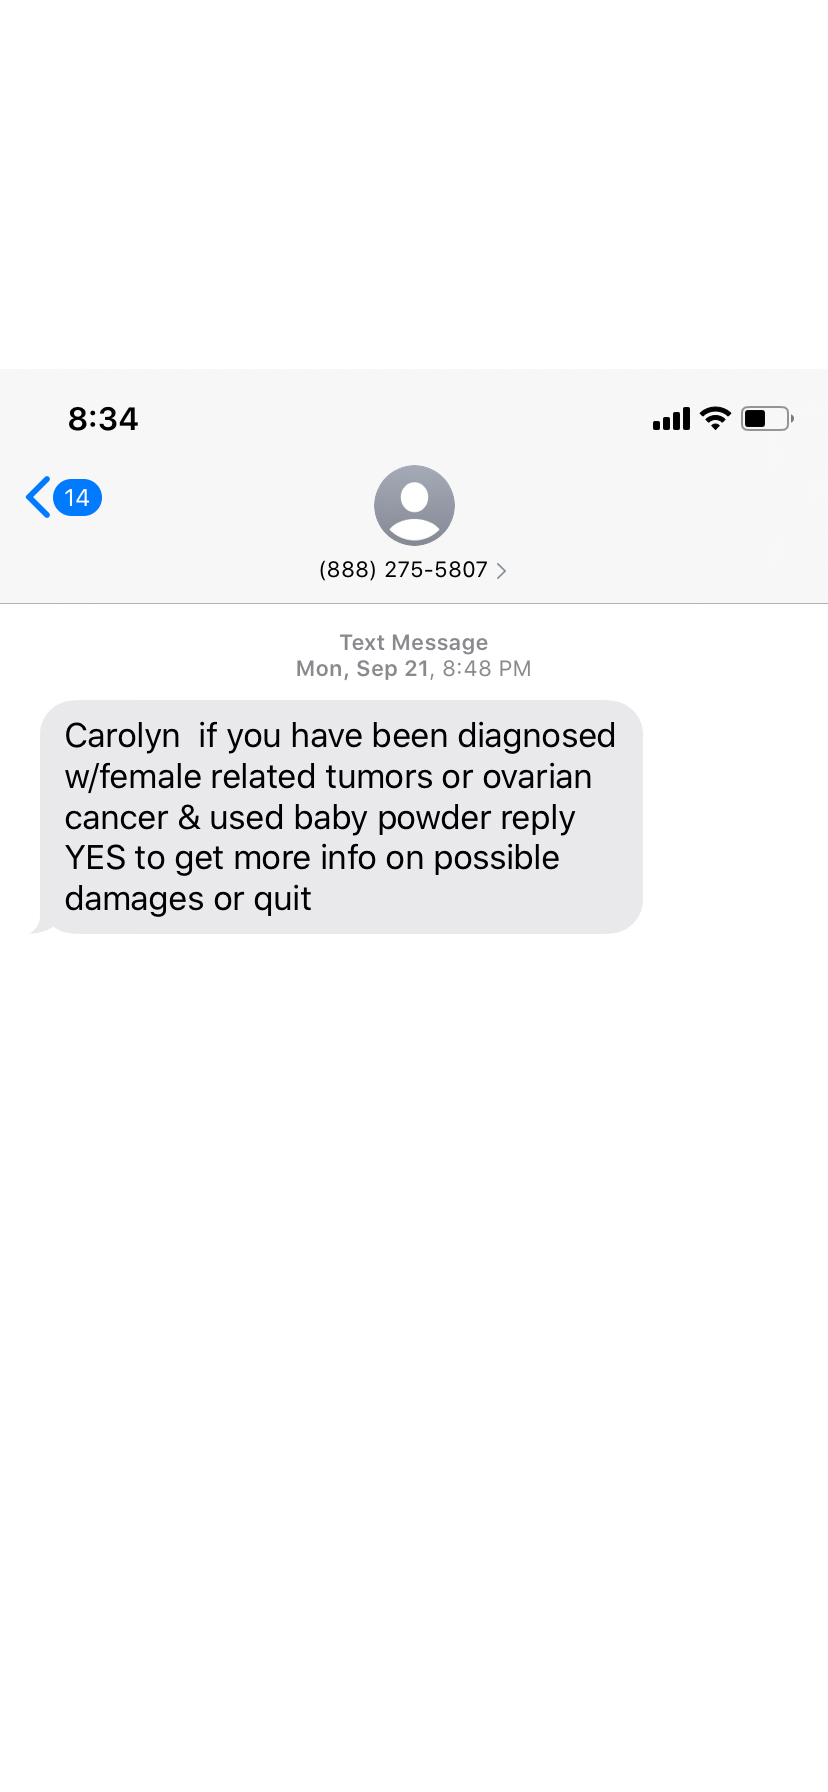 8:34
14
(888) 275-5807
Text Message
Mon, Sep 21, 8:48 PM
Carolyn  if you have been diagnosed
w/female related tumors or ovarian
cancer & used baby powder reply
YES to get more info on possible
damages or quit